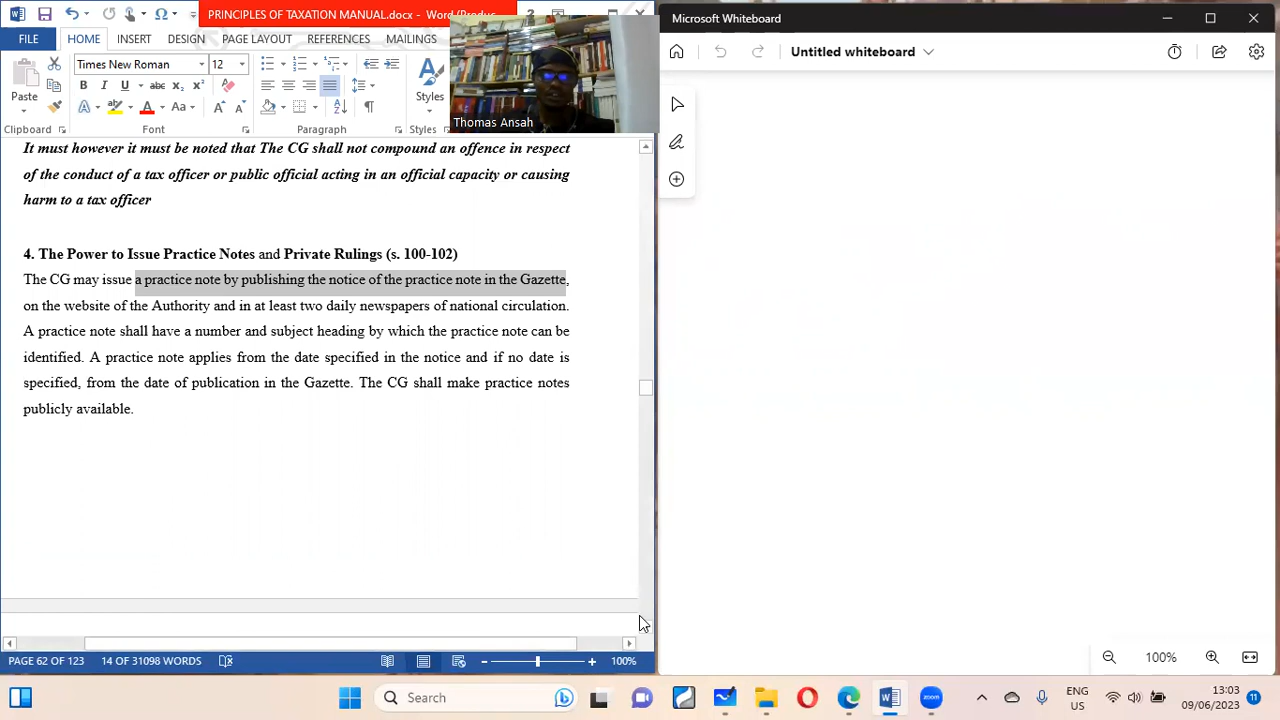 PRINCIPLES OF TAXATION MANUAL.docx - Word (Produc
Microsoft Whiteboard
FILE HOME INSERT DESIGN PAGE LAYOUT REFERENCES MAILINGS
Untitled whiteboard
Times New Roman 12
Paste
Styles
Thomas Ansah
Clipboard Font Paragraph Styles
It must however it must be noted that The CG shall not compound an offence in respect
of the conduct of a tax officer or public official acting in an official capacity or causing
harm to a tax officer
4. The Power to Issue Practice Notes and Private Rulings (s. 100-102)
The CG may issue a practice note by publishing the notice of the practice note in the Gazette,
on the website of the Authority and in at least two daily newspapers of national circulation.
A practice note shall have a number and subject heading by which the practice note can be
identified. A practice note applies from the date specified in the notice and if no date is
specified, from the date of publication in the Gazette. The CG shall make practice notes
publicly available.
PAGE 62 OF 123 14 OF 31098 WORDS 100%
100%
Search
zoom
ENG
US
13:03
09/06/2023